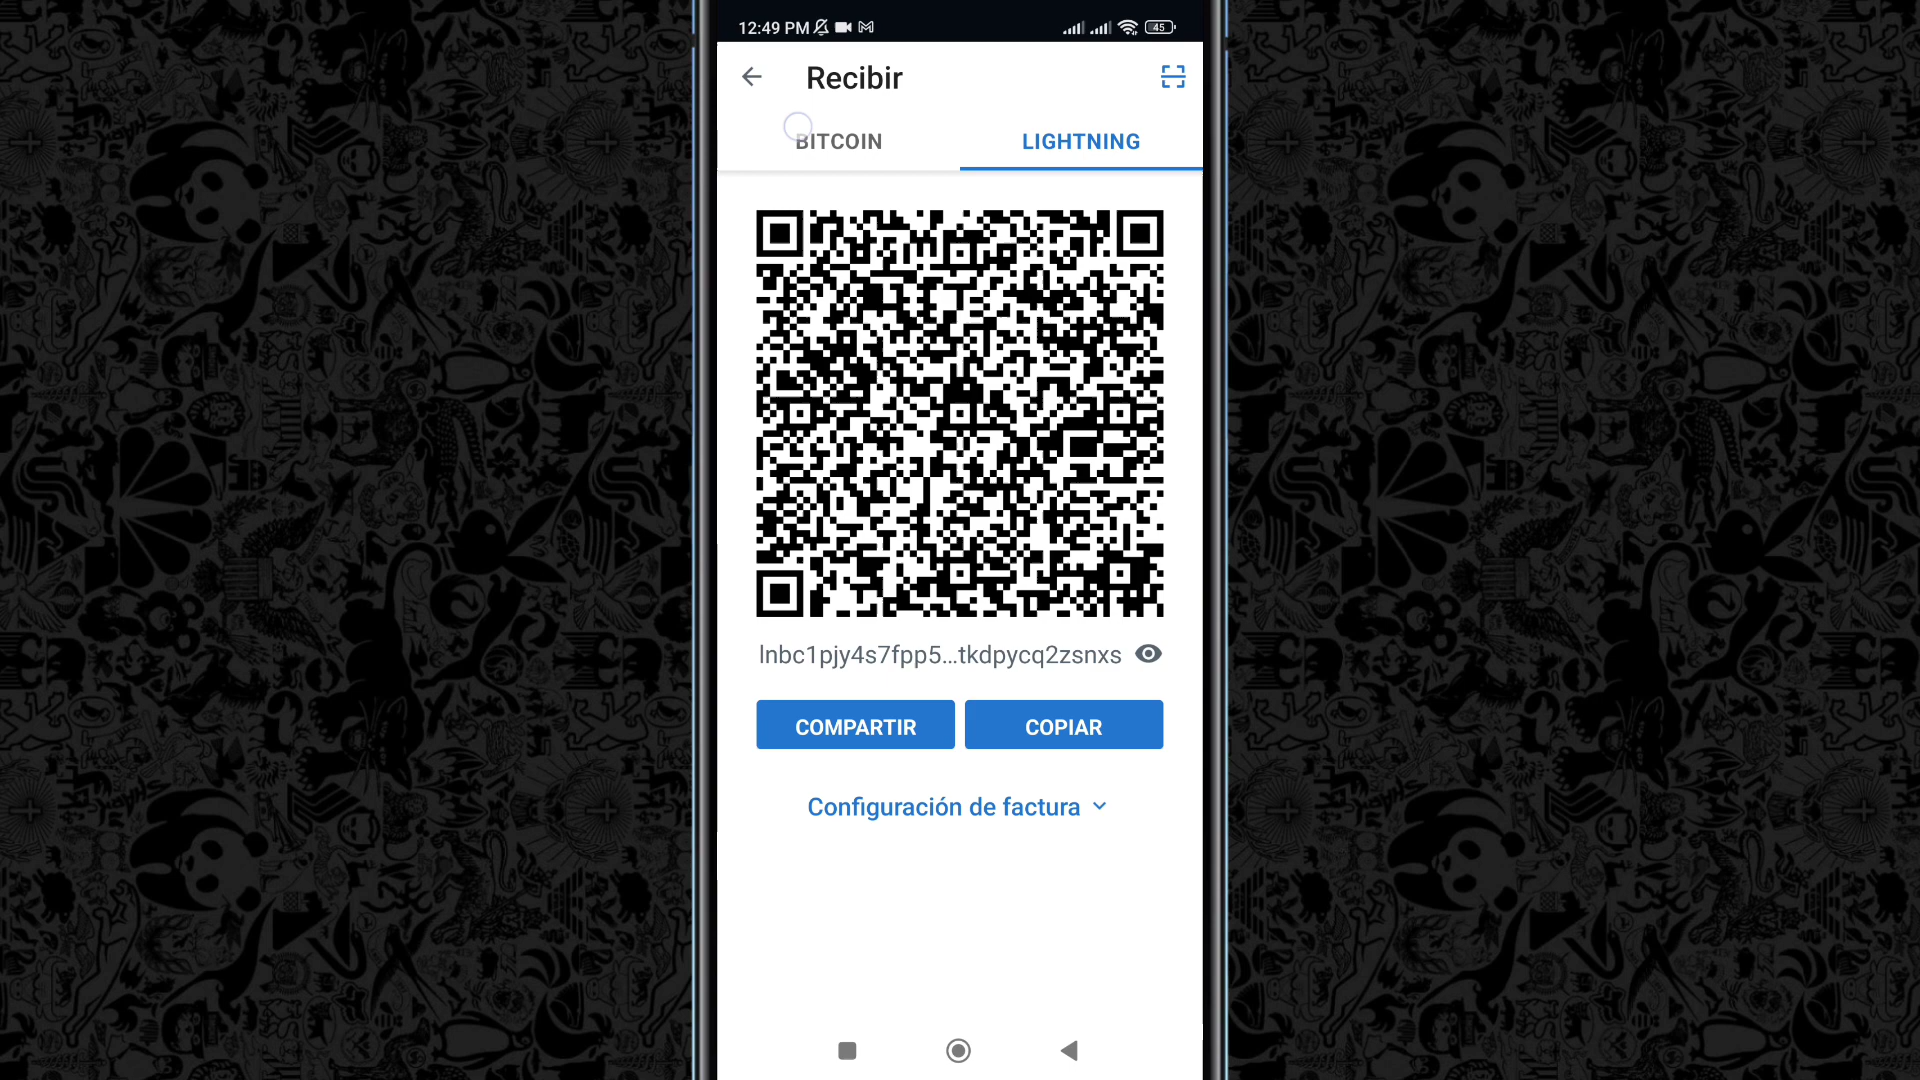 12:49 PM
45
Recibir
BITCOIN
LIGHTNING
lnbc1pjy4s7fpp5...tkdpycq2zsnxs
COMPARTIR
COPIAR
Configuración de factura